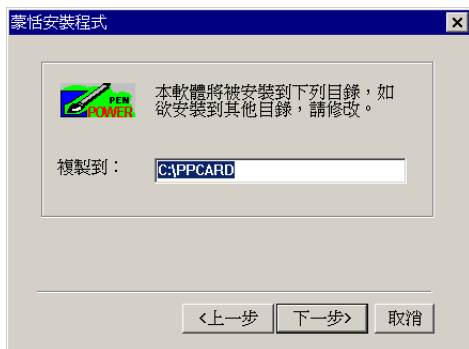 蒙恬安裝程式
PEN
POWER
本軟體將被安裝到下列目錄，如
欲安裝到其他目錄，請修改。
複製到：
C:\PPCARD
<上一步
下一步>
取消